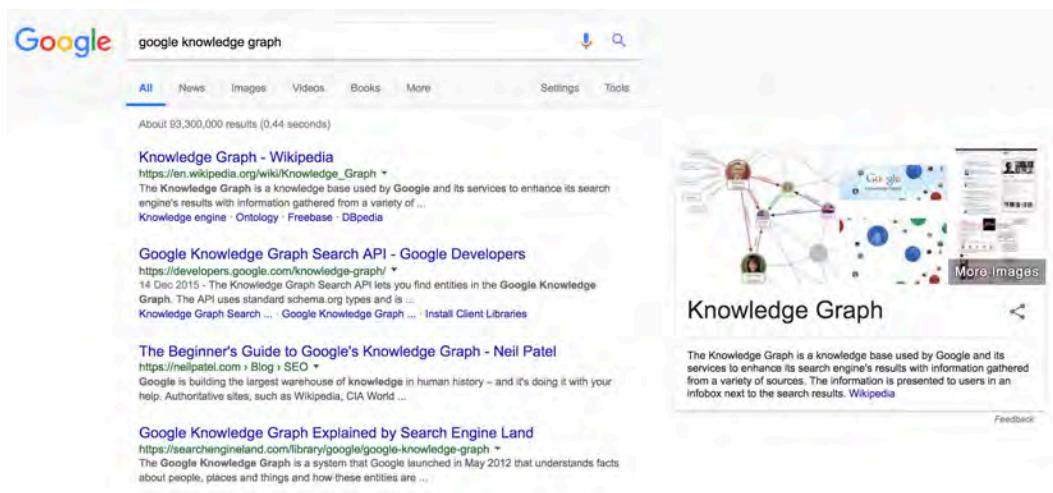 Google
google knowledge graph
All News Images Videos Books More Settings Tools
About 93,300,000 results (0.44 seconds)
Knowledge Graph - Wikipedia
https://en.wikipedia.org/wiki/Knowledge_Graph
The Knowledge Graph is a knowledge base used by Google and its services to enhance its search
engine's results with information gathered from a variety of ...
Knowledge engine · Ontology · Freebase · DBpedia
Google Knowledge Graph Search API - Google Developers
https://developers.google.com/knowledge-graph/
14 Dec 2015 - The Knowledge Graph Search API lets you find entities in the Google Knowledge
Graph. The API uses standard schema.org types and is ...
Knowledge Graph Search ... · Google Knowledge Graph ... · Install Client Libraries
The Beginner's Guide to Google's Knowledge Graph - Neil Patel
https://neilpatel.com › Blog › SEO
Google is building the largest warehouse of knowledge in human history – and it's doing it with your
help. Authoritative sites, such as Wikipedia, CIA World ...
Google Knowledge Graph Explained by Search Engine Land
https://searchengineland.com/library/google/google-knowledge-graph
The Google Knowledge Graph is a system that Google launched in May 2012 that understands facts
about people, places and things and how these entities are ...
Google
More Images
Knowledge Graph
The Knowledge Graph is a knowledge base used by Google and its
services to enhance its search engine's results with information gathered
from a variety of sources. The information is presented to users in an
infobox next to the search results. Wikipedia
Feedback